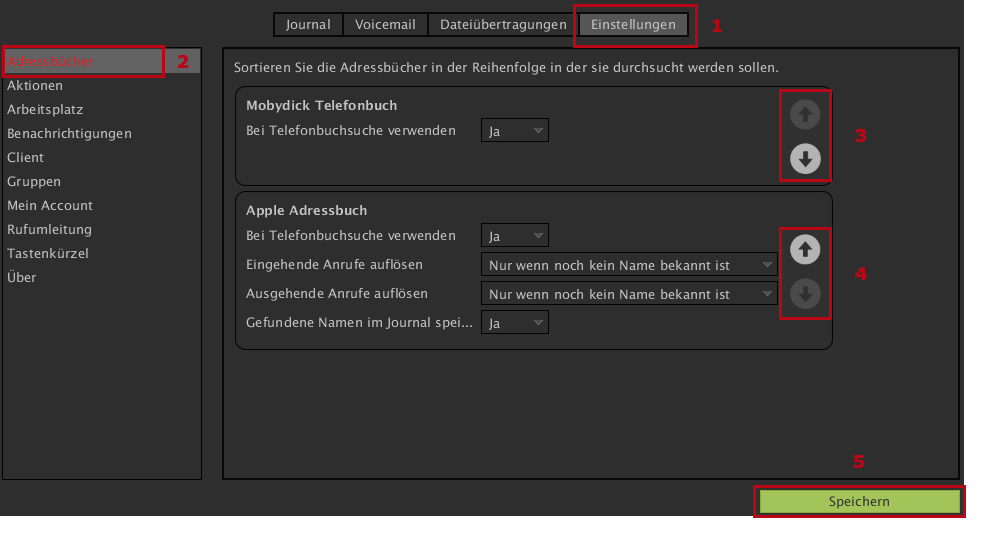 Journal Voicemail Dateiübertragungen Einstellungen 1
Adressbücher 2
Aktionen
Arbeitsplatz
Benachrichtigungen
Client
Gruppen
Mein Account
Rufumleitung
Tastenkürzel
Über
Sortieren Sie die Adressbücher in der Reihenfolge in der sie durchsucht werden sollen.
Mobydick Telefonbuch
Bei Telefonbuchsuche verwenden Ja
3
Apple Adressbuch
Bei Telefonbuchsuche verwenden Ja
Eingehende Anrufe auflösen Nur wenn noch kein Name bekannt ist
4
Ausgehende Anrufe auflösen Nur wenn noch kein Name bekannt ist
Gefundene Namen im Journal spei... Ja
5
Speichern